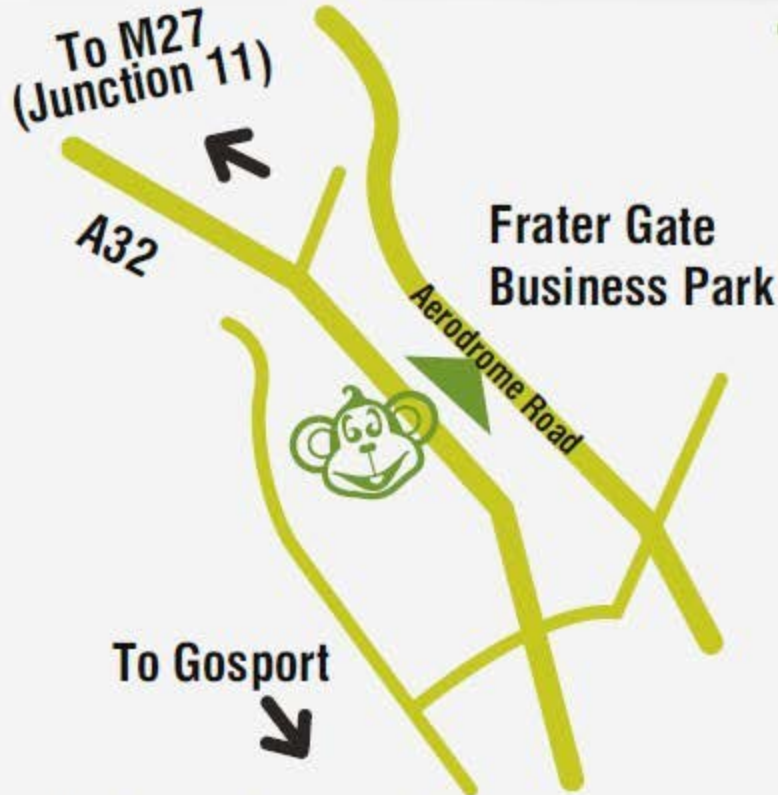 To M27
(Junction 11)
A32
Frater Gate
Business Park
Aerodrome Road
To Gosport